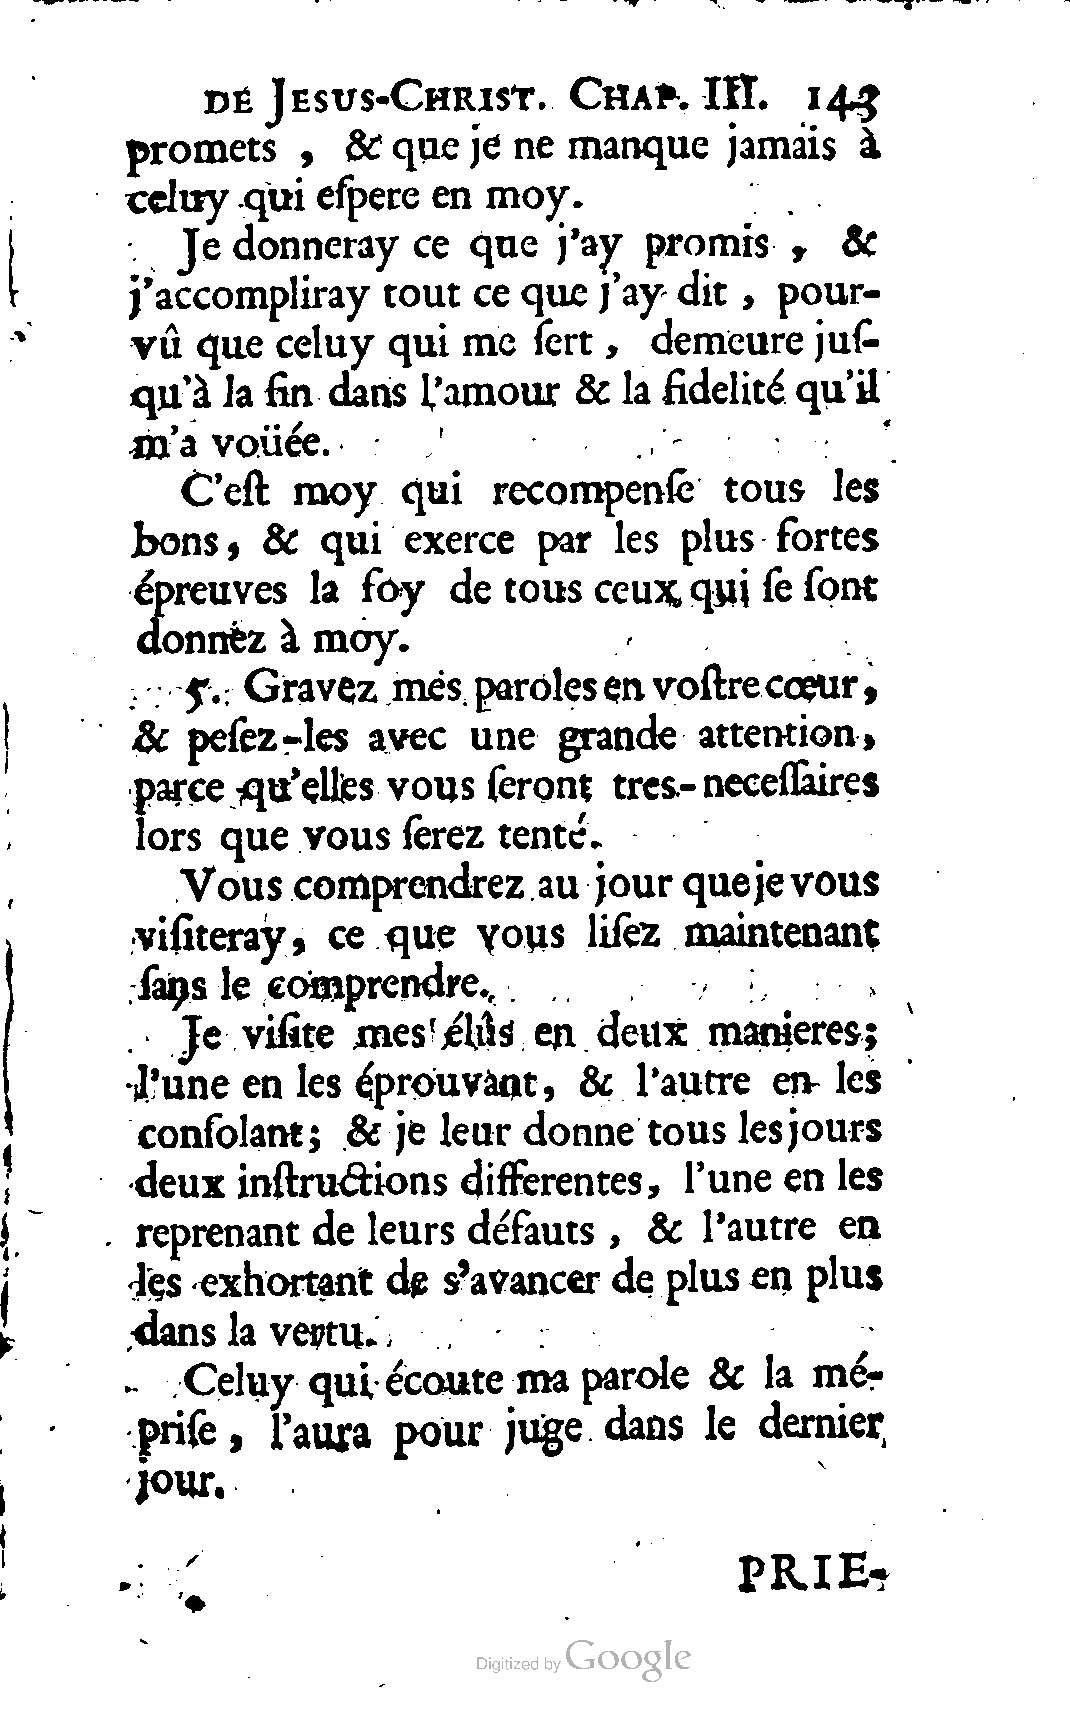 DE JESUS-CHRIST. CHAP. III. 143
promets , & que je ne manque jamais à
celuy qui eſpere en moy.
Je donneray ce que j'ay promis , &
j'accompliray tout ce que j'ay dit , pour-
vû que celuy qui me ſert , demeure juſ-
qu'à la fin dans l'amour & la fidelité qu'il
m'a voüée.
C'eſt moy qui recompenſe tous les
bons, & qui exerce par les plus fortes
épreuves la foy de tous ceux qui ſe ſont
donnez à moy.
5. Gravez mes paroles en voſtre cœur,
& peſez-les avec une grande attention,
parce qu'elles vous ſeront tres-neceſſaires
lors que vous ſerez tenté.
Vous comprendrez au jour que je vous
viſiteray, ce que vous liſez maintenant
ſans le comprendre.
Je viſite mes élûs en deux manieres;
l'une en les éprouvant, & l'autre en les
conſolant; & je leur donne tous les jours
deux inſtructions differentes, l'une en les
reprenant de leurs défauts , & l'autre en
les exhortant de s'avancer de plus en plus
dans la vertu.
Celuy qui écoute ma parole & la mé-
priſe , l'aura pour juge dans le dernier
jour.
PRIE-
Digitized by Google